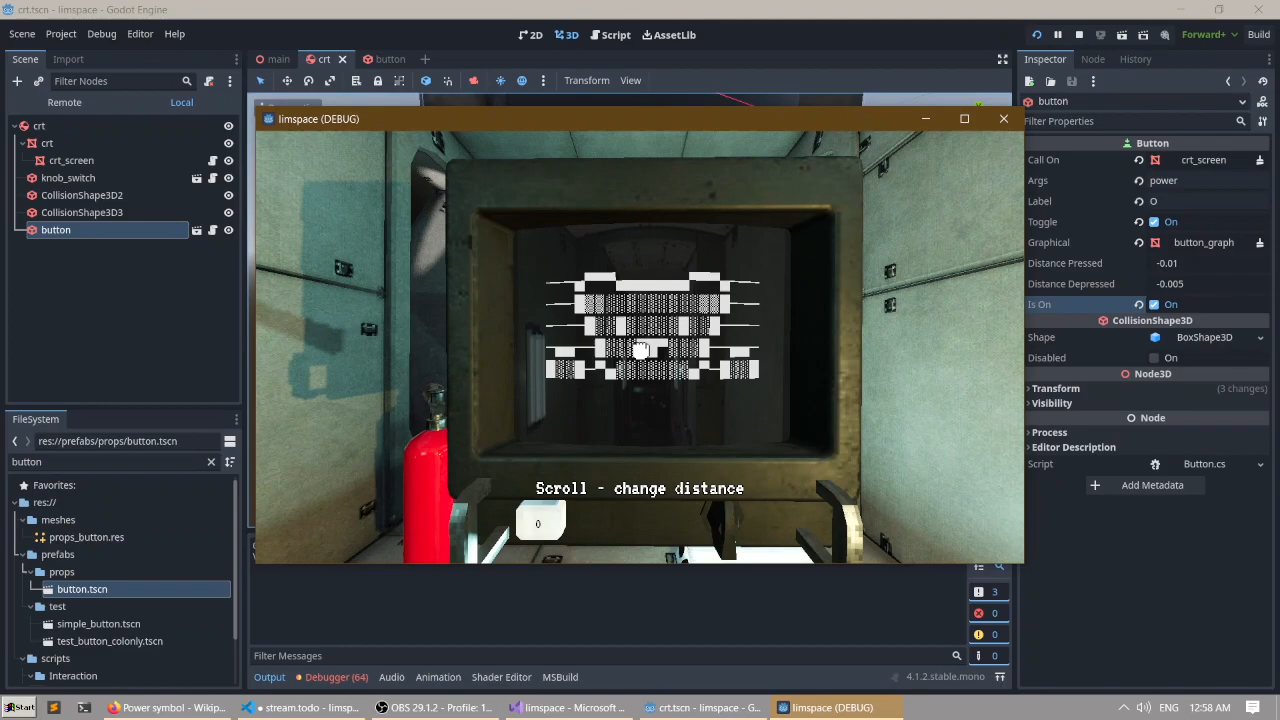 crt.tscn - limspace - Godot Engine
Scene Project Debug Editor Help
2D 3D Script AssetLib
Forward+ Build
Scene Import
main crt button
Inspector Node History
Filter Nodes
Transform View
Remote Local
button
Filter Properties
crt
crt
crt_screen
knob_switch
CollisionShape3D2
CollisionShape3D3
button
limspace (DEBUG)
Scroll - change distance
O
Button
Call On crt_screen
Args power
Label O
Toggle On
Graphical button_graph
Distance Pressed -0.01
Distance Depressed -0.005
Is On On
CollisionShape3D
Shape BoxShape3D
Disabled On
Node3D
Transform (3 changes)
Visibility
Node
Process
Editor Description
Script Button.cs
Add Metadata
FileSystem
res://prefabs/props/button.tscn
button
Favorites:
res://
meshes
props_button.res
prefabs
props
button.tscn
test
simple_button.tscn
test_button_colonly.tscn
scripts
Interaction
3
0
0
0
Filter Messages
Output Debugger (64) Audio Animation Shader Editor MSBuild 4.1.2.stable.mono
Start Power symbol - Wikip... stream.todo - limsp... OBS 29.1.2 - Profile: 1... limspace - Microsoft ... crt.tscn - limspace - G... limspace (DEBUG) ENG 12:58 AM